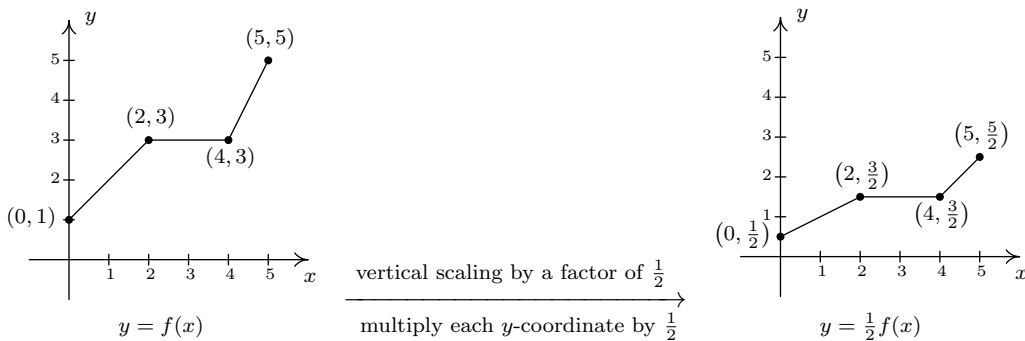 y
5
4
3
2
(0, 1)
(2, 3)
(4, 3)
(5, 5)
1 2 3 4 5
x
y = f(x)
vertical scaling by a factor of 1/2
multiply each y-coordinate by 1/2
y
5
4
3
2
1
(0, 1/2)
(2, 3/2)
(4, 3/2)
(5, 5/2)
1 2 3 4 5
x
y = 1/2 f(x)